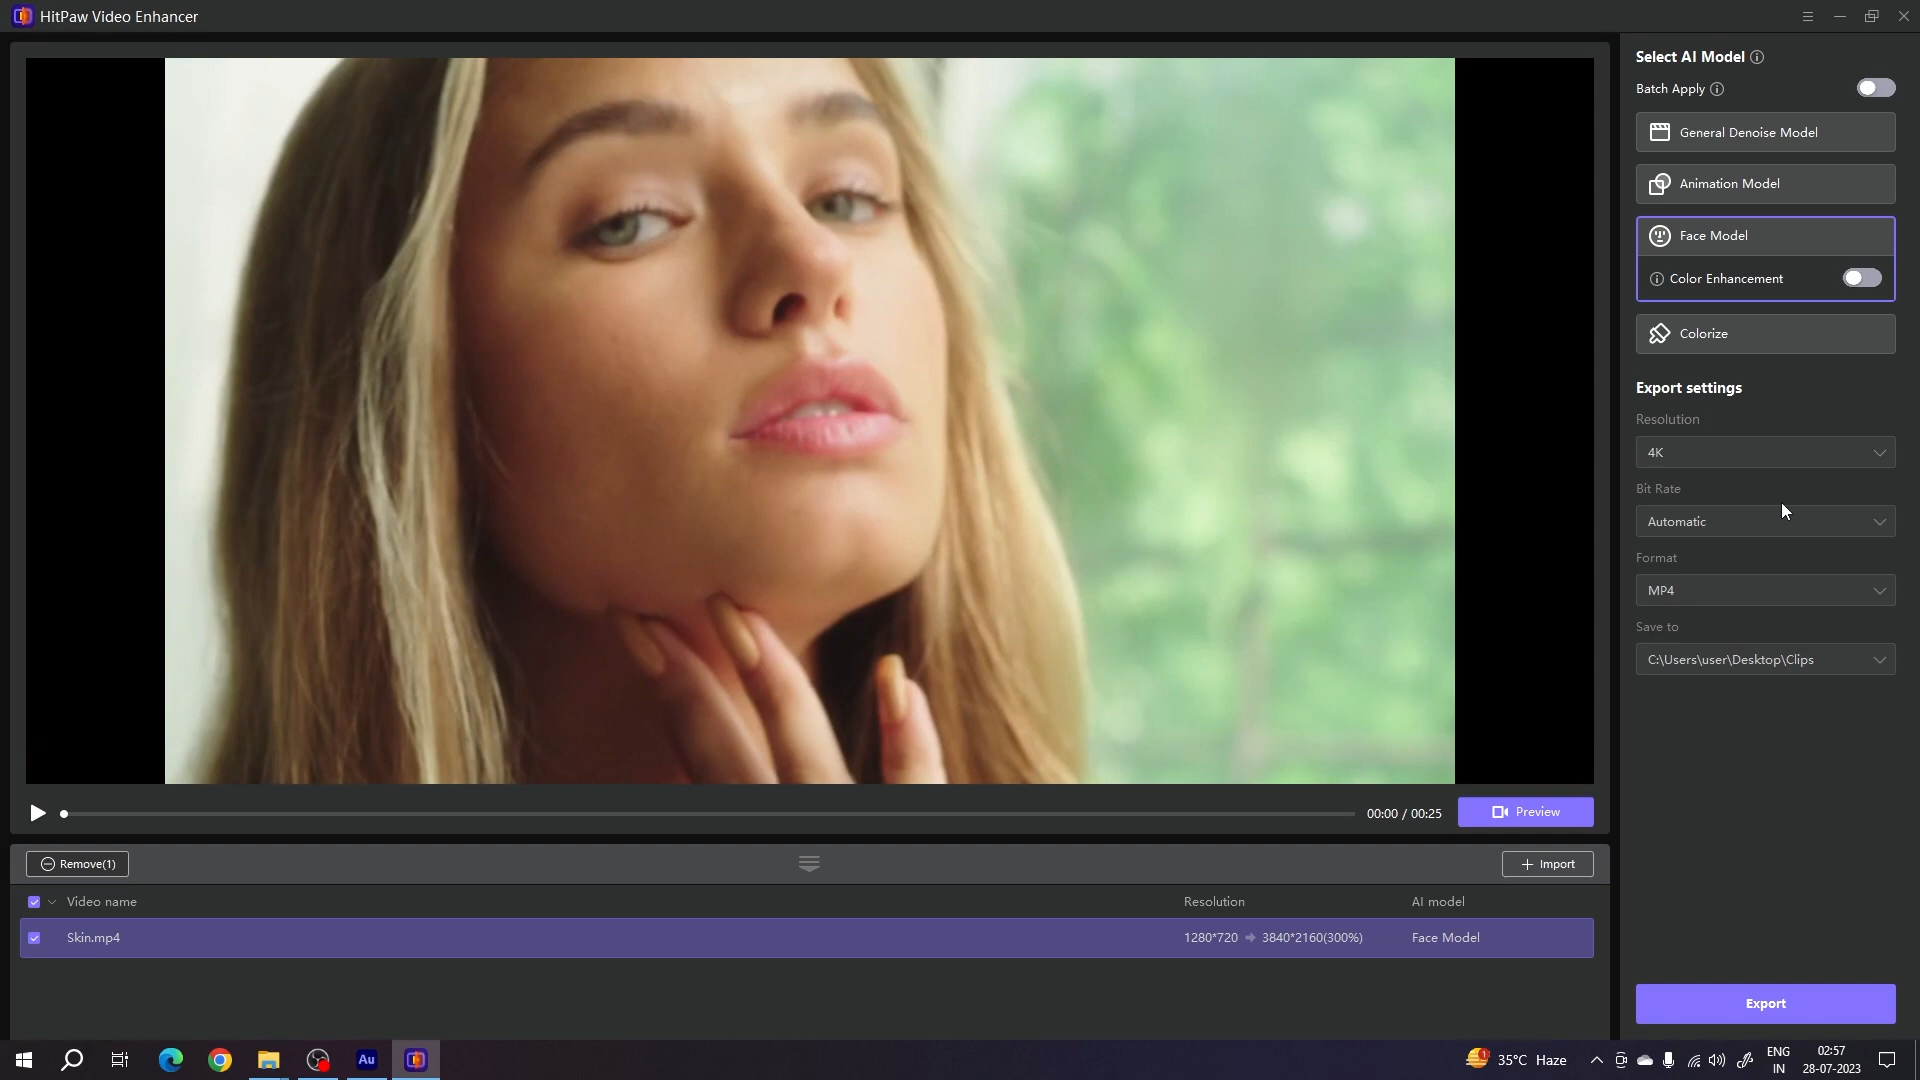 HitPaw Video Enhancer
Select AI Model
Batch Apply
General Denoise Model
Animation Model
Face Model
Color Enhancement
Colorize
Export settings
Resolution
4K
Bit Rate
Automatic
Format
MP4
Save to
C:\Users\user\Desktop\Clips
00:00 / 00:25
Preview
Remove(1)
Import
Video name Resolution AI model
Skin.mp4 1280*720 3840*2160(300%) Face Model
Export
Au
1
35°C Haze
ENG
IN
02:57
28-07-2023